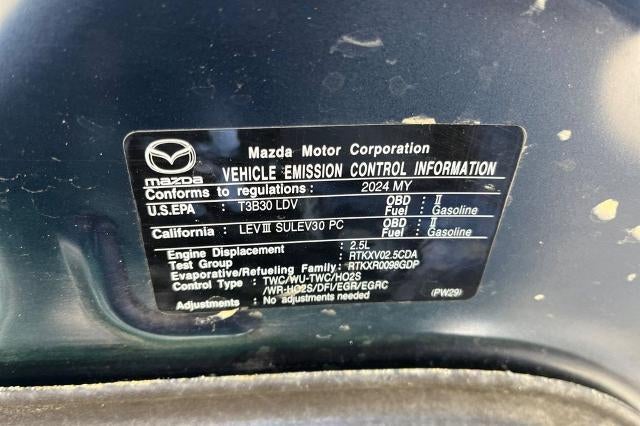 mazda
Mazda Motor Corporation
VEHICLE EMISSION CONTROL INFORMATION
Conforms to regulations : 2024 MY
U.S.EPA : T3B30 LDV OBD : II
Fuel : Gasoline
California : LEV III SULEV30 PC OBD : II
Fuel : Gasoline
Engine Displacement : 2.5L
Test Group : RTKXV02.5CDA
Evaporative/Refueling Family: RTKXR0098GDP
Control Type : TWC/WU-TWC/HO2S
/WR-HO2S/DFI/EGR/EGRC
Adjustments : No adjustments needed
(PW29)